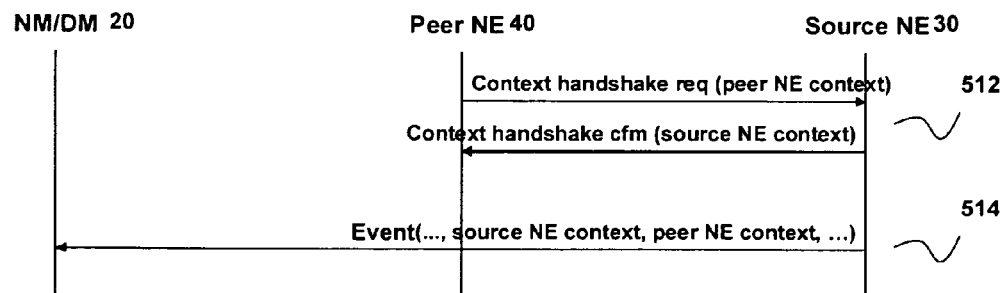 NM/DM 20 Peer NE 40 Source NE 30
Context handshake req (peer NE context) 512
Context handshake cfm (source NE context)
514
Event(..., source NE context, peer NE context, ...)